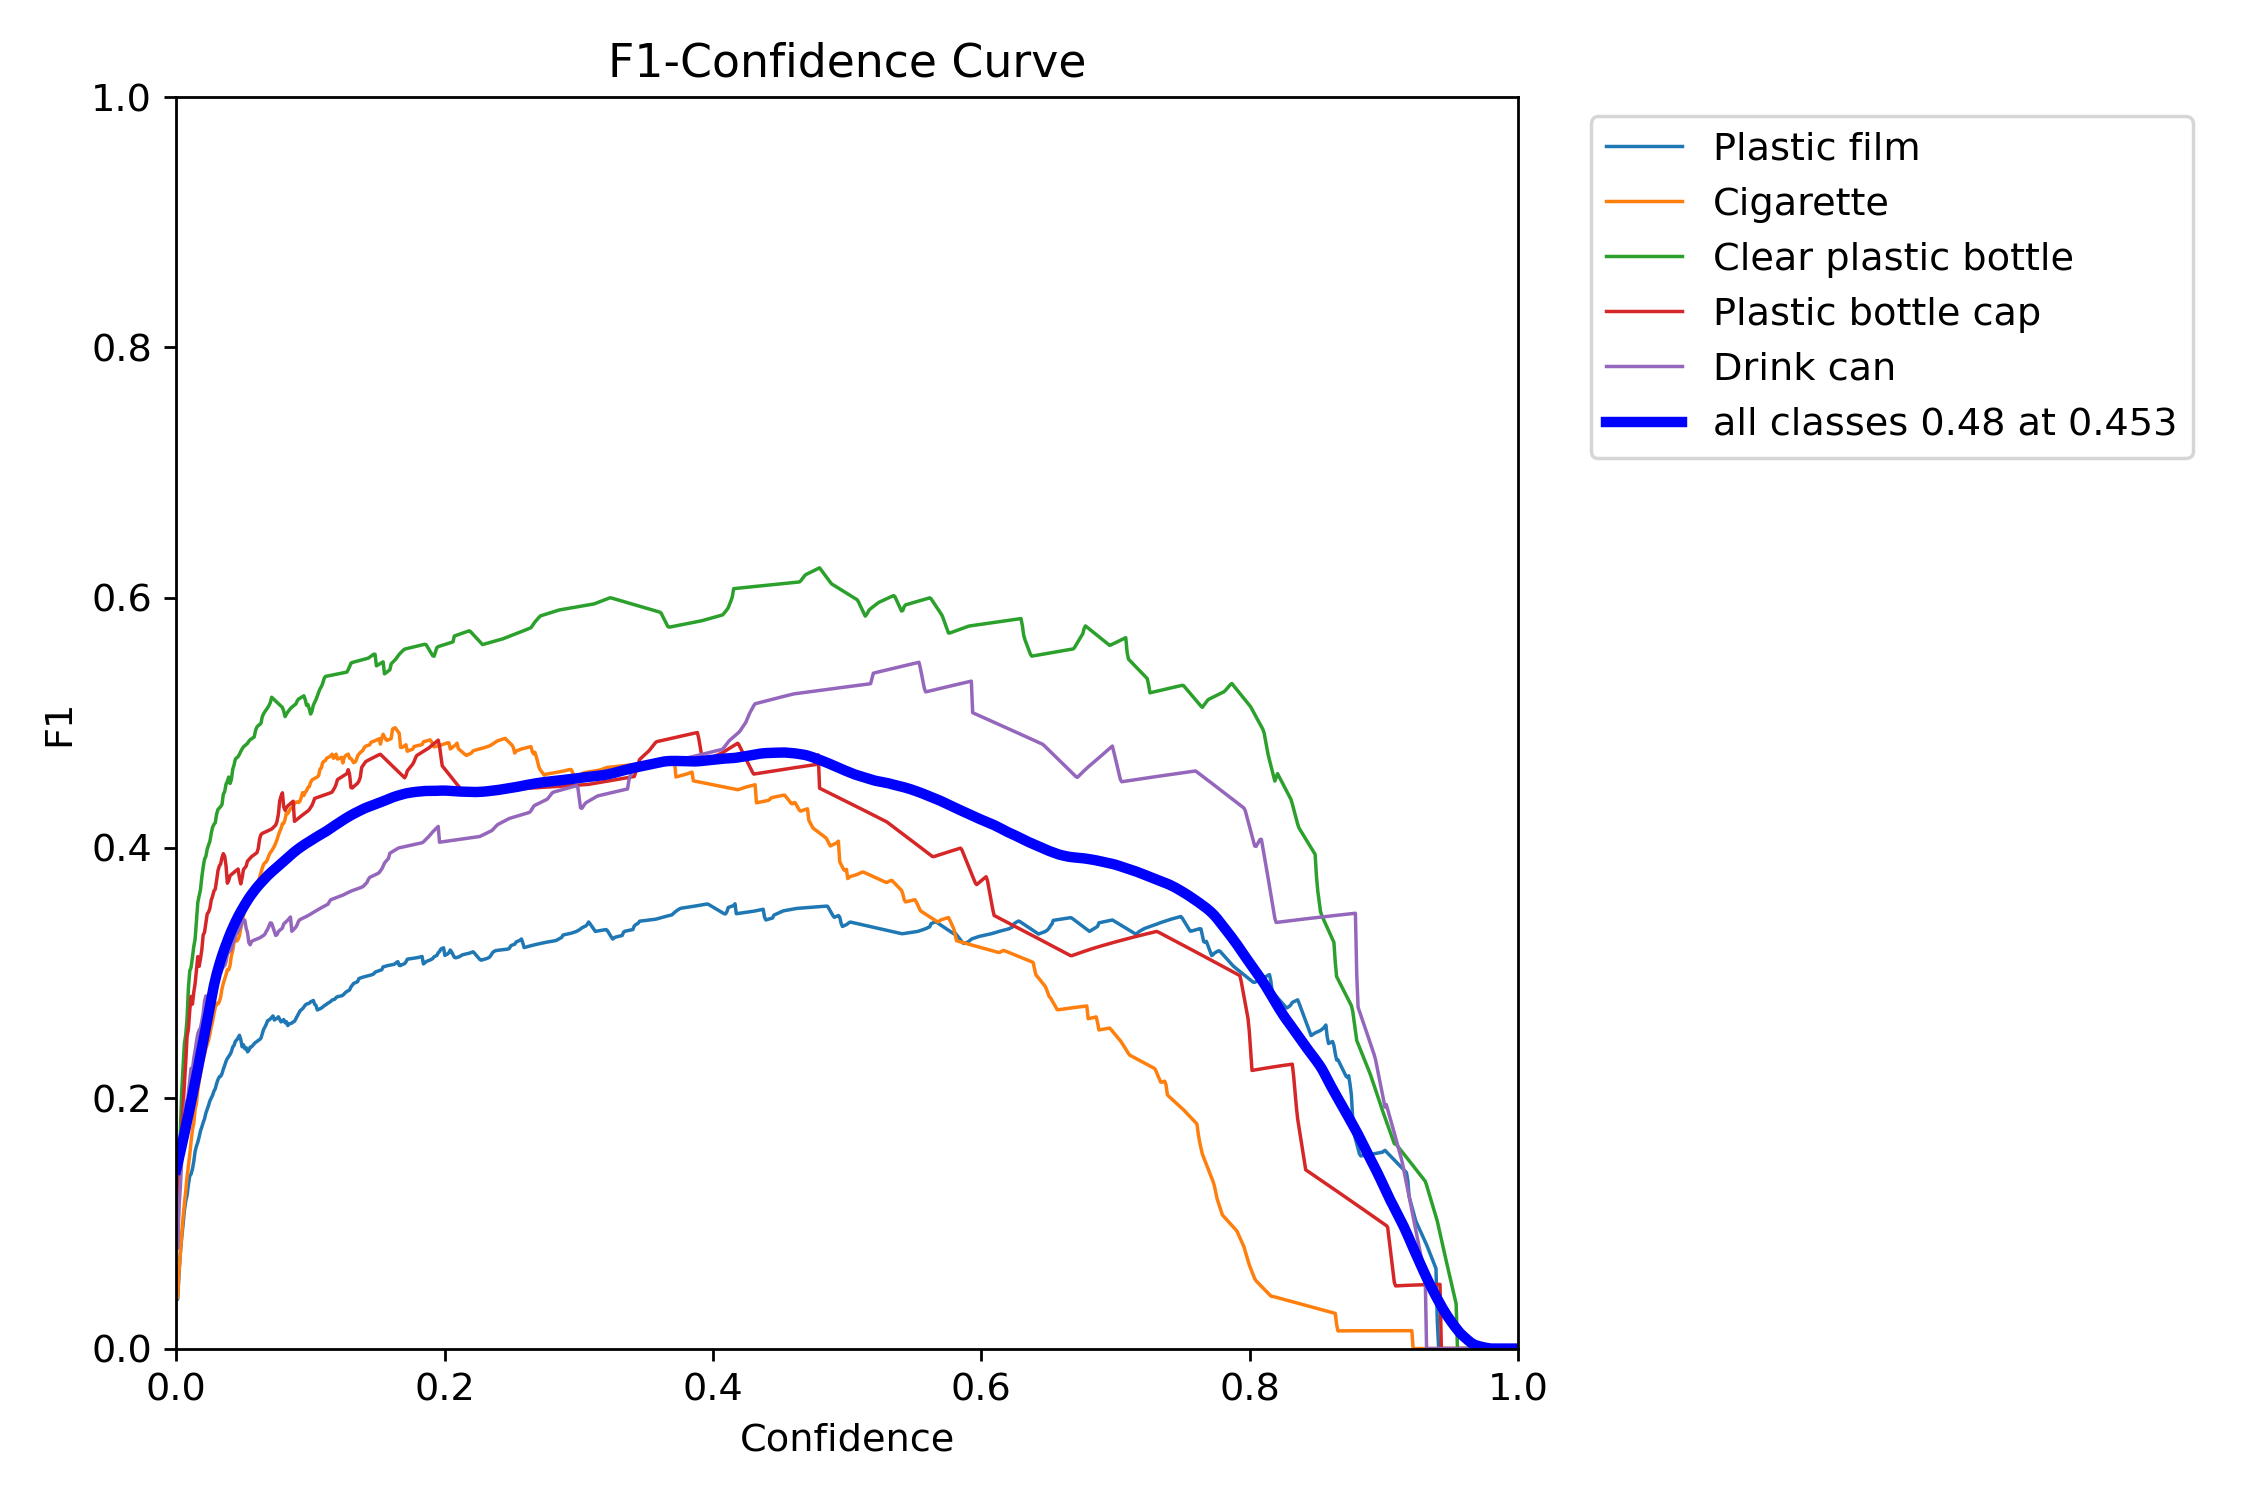 F1-Confidence Curve
1.0
0.8
0.6
0.4
0.2
0.0
F1
0.0 0.2 0.4 0.6 0.8 1.0
Confidence
Plastic film
Cigarette
Clear plastic bottle
Plastic bottle cap
Drink can
all classes 0.48 at 0.453